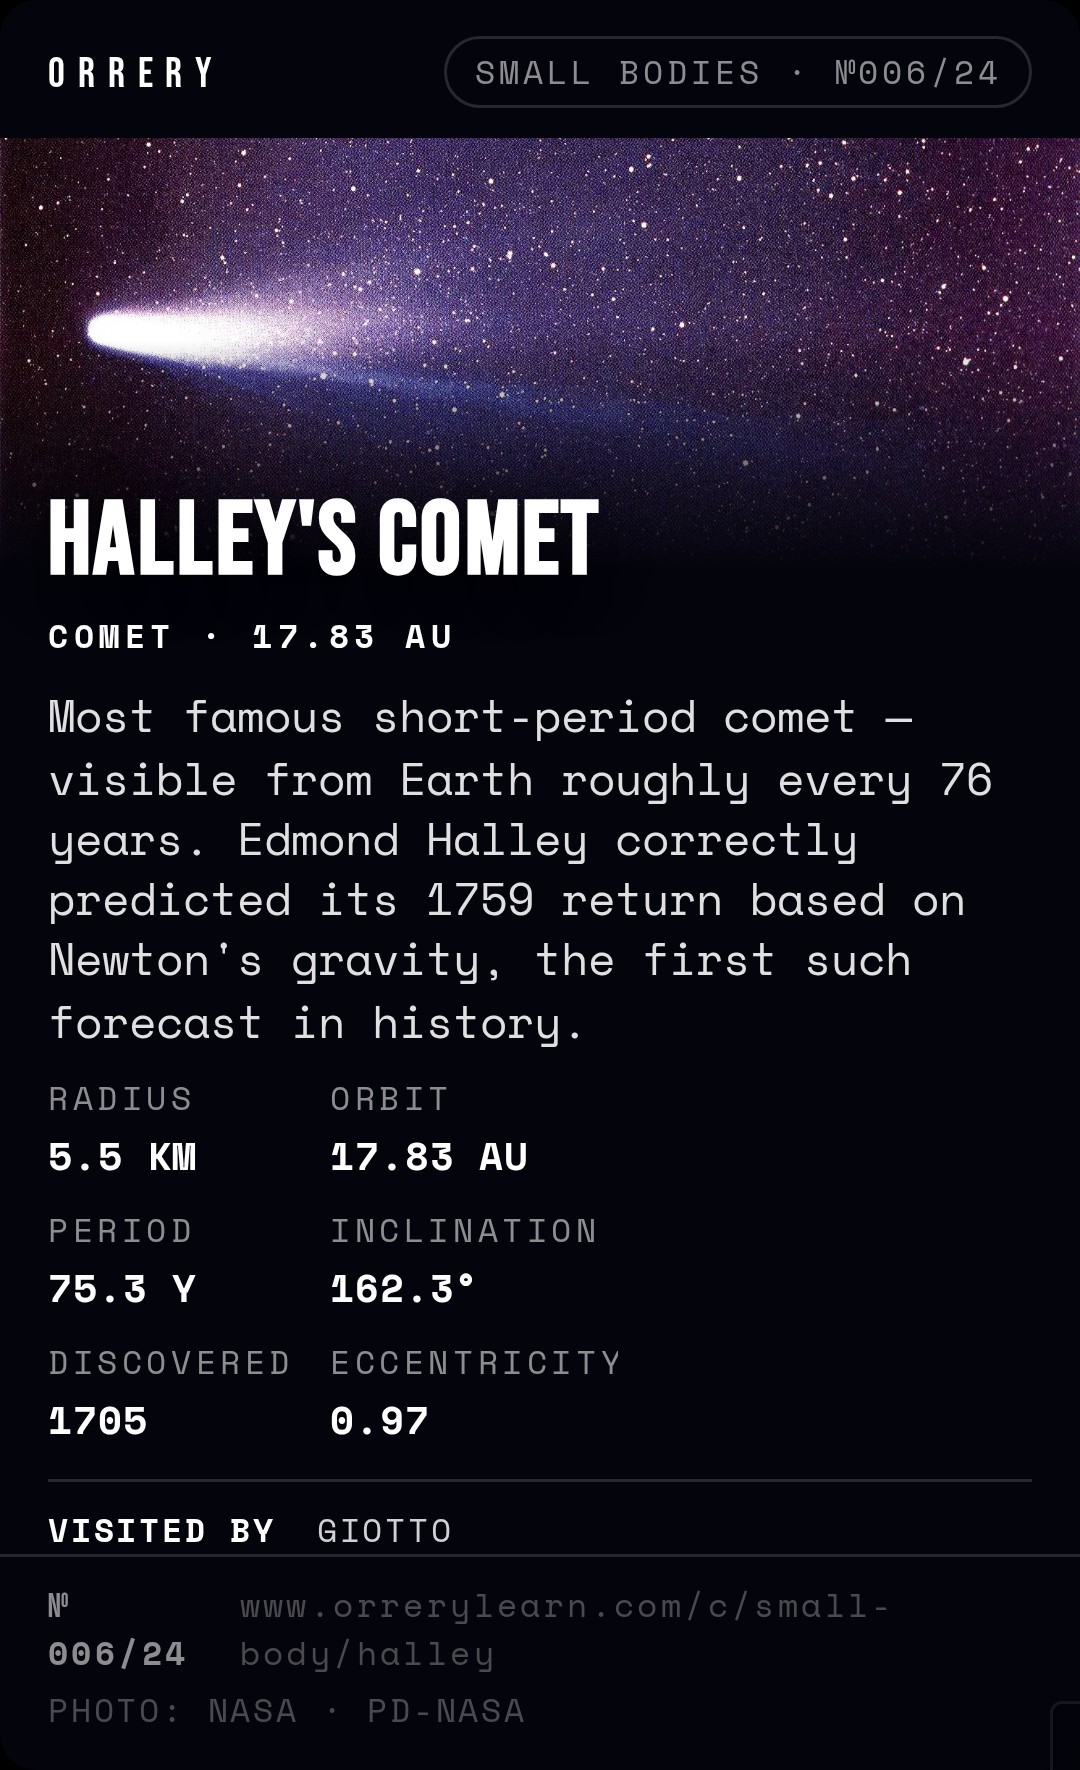 ORRERY
SMALL BODIES · №006/24
HALLEY'S COMET
COMET · 17.83 AU
Most famous short-period comet —
visible from Earth roughly every 76
years. Edmond Halley correctly
predicted its 1759 return based on
Newton's gravity, the first such
forecast in history.
RADIUS ORBIT
5.5 KM 17.83 AU
PERIOD INCLINATION
75.3 Y 162.3°
DISCOVERED ECCENTRICITY
1705 0.97
VISITED BY GIOTTO
№
006/24
www.orrerylearn.com/c/small-
body/halley
PHOTO: NASA · PD-NASA